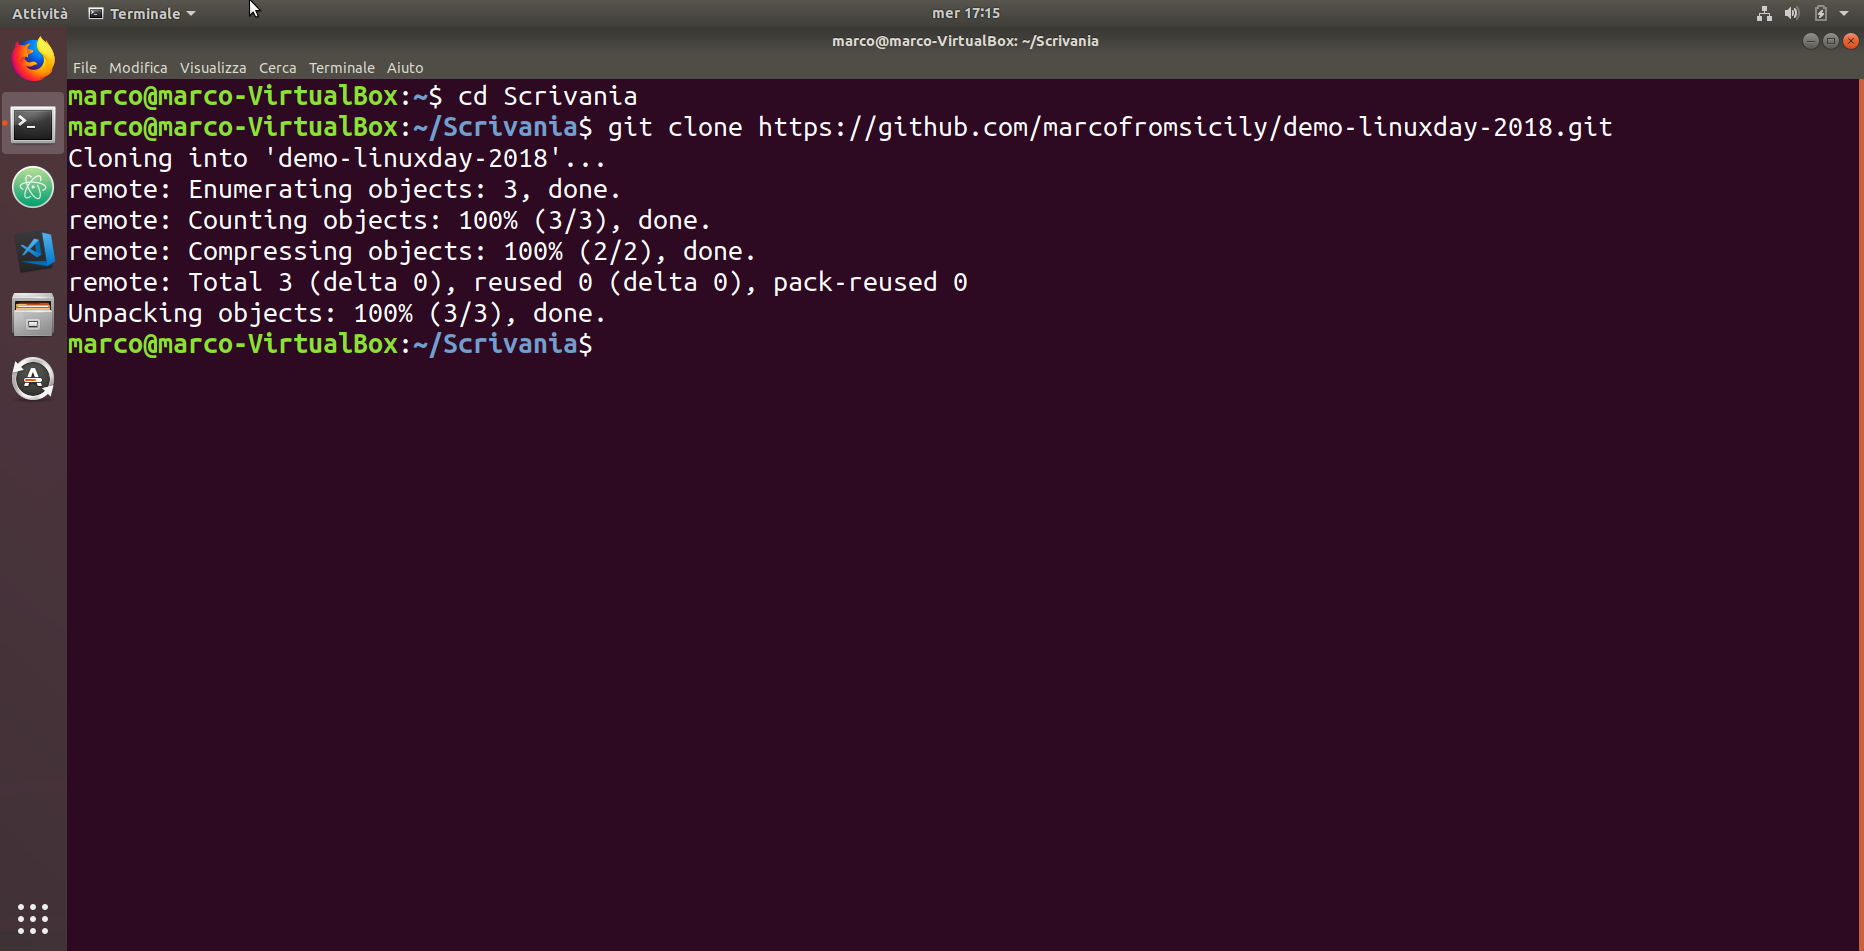 Attività Terminale mer 17:15
marco@marco-VirtualBox: ~/Scrivania
File Modifica Visualizza Cerca Terminale Aiuto
marco@marco-VirtualBox:~$ cd Scrivania
marco@marco-VirtualBox:~/Scrivania$ git clone https://github.com/marcofromsicily/demo-linuxday-2018.git
Cloning into 'demo-linuxday-2018'...
remote: Enumerating objects: 3, done.
remote: Counting objects: 100% (3/3), done.
remote: Compressing objects: 100% (2/2), done.
remote: Total 3 (delta 0), reused 0 (delta 0), pack-reused 0
Unpacking objects: 100% (3/3), done.
marco@marco-VirtualBox:~/Scrivania$